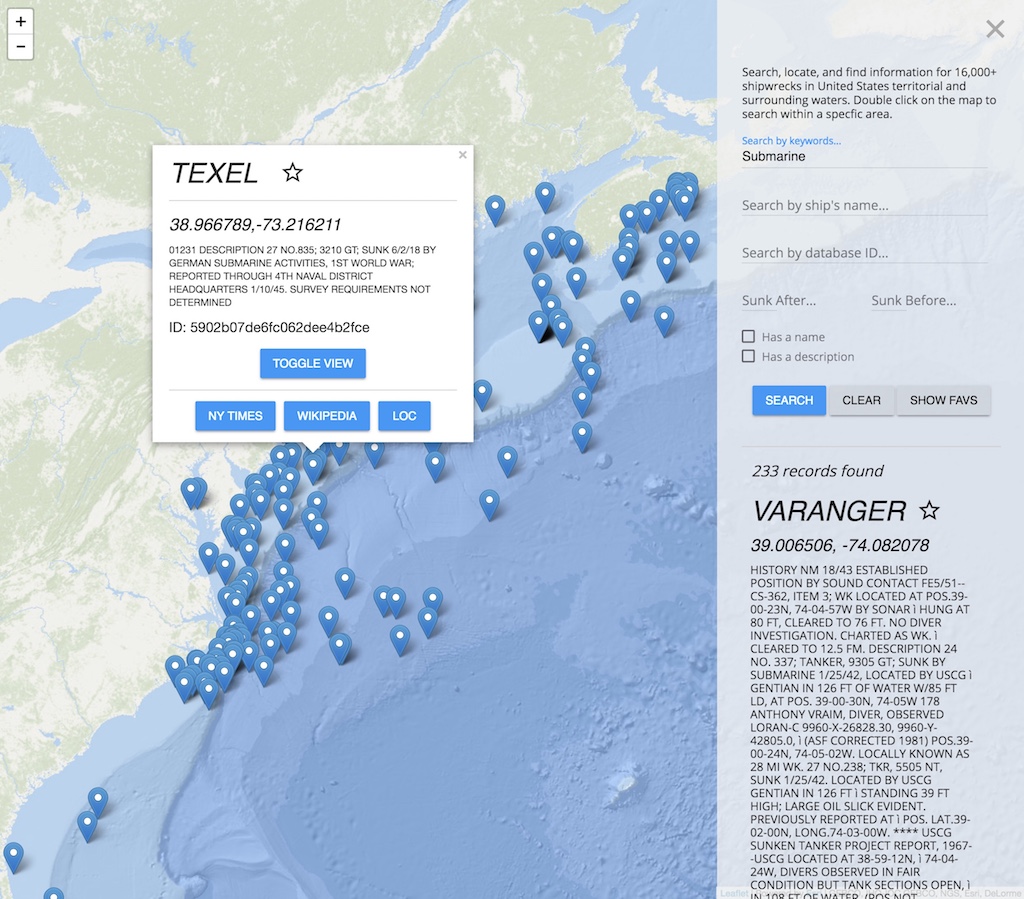 +
−
TEXEL
38.966789,-73.216211
01231 DESCRIPTION 27 NO.835; 3210 GT; SUNK 6/2/18 BY
GERMAN SUBMARINE ACTIVITIES, 1ST WORLD WAR;
REPORTED THROUGH 4TH NAVAL DISTRICT
HEADQUARTERS 1/10/45. SURVEY REQUIREMENTS NOT
DETERMINED
ID: 5902b07de6fc062dee4b2fce
TOGGLE VIEW
NY TIMES WIKIPEDIA LOC
Search, locate, and find information for 16,000+
shipwrecks in United States territorial and
surrounding waters. Double click on the map to
search within a specfic area.
Search by keywords...
Submarine
Search by ship's name...
Search by database ID...
Sunk After... Sunk Before...
Has a name
Has a description
SEARCH CLEAR SHOW FAVS
233 records found
VARANGER
39.006506, -74.082078
HISTORY NM 18/43 ESTABLISHED
POSITION BY SOUND CONTACT FE5/51--
CS-362, ITEM 3; WK LOCATED AT POS.39-
00-23N, 74-04-57W BY SONAR ì HUNG AT
80 FT, CLEARED TO 76 FT. NO DIVER
INVESTIGATION. CHARTED AS WK. ì
CLEARED TO 12.5 FM. DESCRIPTION 24
NO. 337; TANKER, 9305 GT; SUNK BY
SUBMARINE 1/25/42, LOCATED BY USCG ì
GENTIAN IN 126 FT OF WATER W/85 FT
LD, AT POS. 39-00-30N, 74-05W 178
ANTHONY VRAIM, DIVER, OBSERVED
LORAN-C 9960-X-26828.30, 9960-Y-
42805.0, ì (ASF CORRECTED 1981) POS.39-
00-24N, 74-05-02W. LOCALLY KNOWN AS
28 MI WK. 27 NO.238; TKR, 5505 NT,
SUNK 1/25/42. LOCATED BY USCG
GENTIAN IN 126 FT ì STANDING 39 FT
HIGH; LARGE OIL SLICK EVIDENT.
PREVIOUSLY REPORTED AT ì POS. LAT.39-
02-00N, LONG.74-03-00W. **** USCG
SUNKEN TANKER PROJECT REPORT, 1967-
-USCG LOCATED AT 38-59-12N, ì 74-04-
24W, DIVERS OBSERVED IN FAIR
CONDITION BUT TANK SECTIONS OPEN, ì
IN 108 FT OF WATER. (POS NOT
Leaflet NGS, Esri, DeLorme